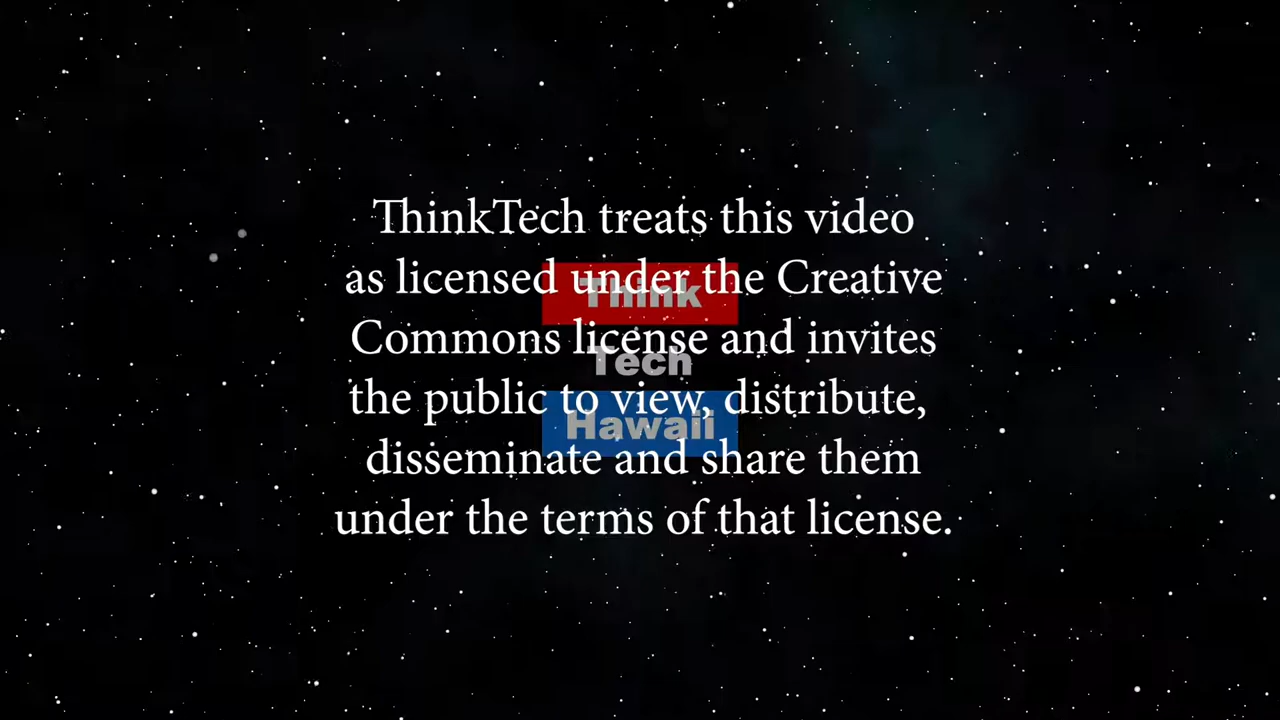 ThinkTech treats this video
as licensed under the Creative
Think
Commons license and invites
Tech
the public to view, distribute,
Hawaii
disseminate and share them
under the terms of that license.